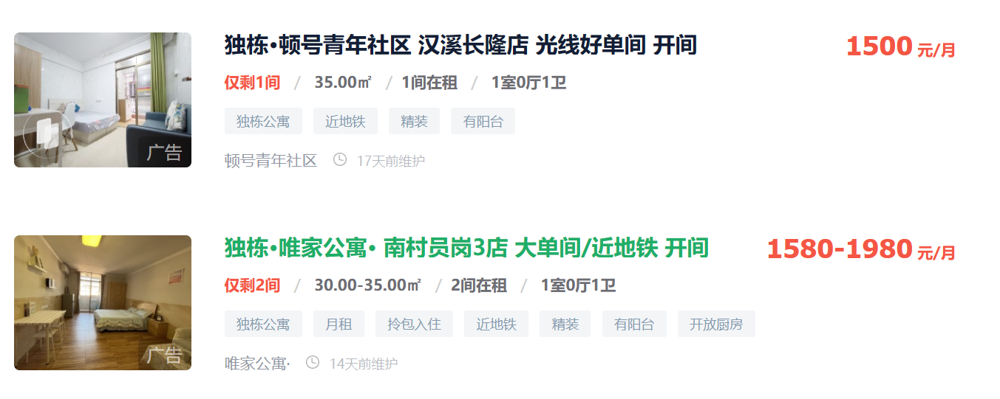 独栋·顿号青年社区 汉溪长隆店 光线好单间 开间
1500 元/月
仅剩1间 / 35.00㎡ / 1间在租 / 1室0厅1卫
独栋公寓 近地铁 精装 有阳台
广告
顿号青年社区 17天前维护
独栋·唯家公寓· 南村员岗3店 大单间/近地铁 开间
1580-1980 元/月
仅剩2间 / 30.00-35.00㎡ / 2间在租 / 1室0厅1卫
独栋公寓 月租 拎包入住 近地铁 精装 有阳台 开放厨房
广告
唯家公寓· 14天前维护